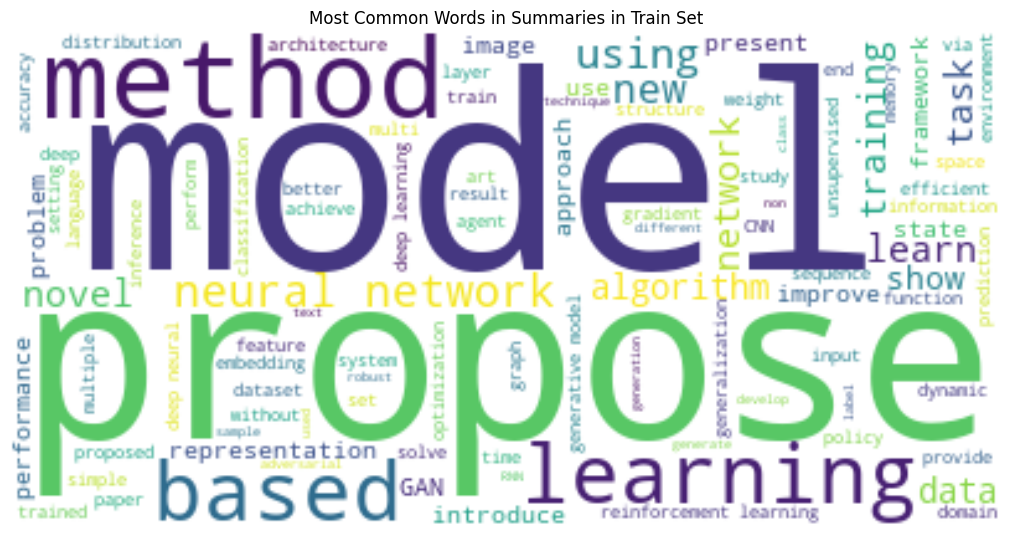 Most Common Words in Summaries in Train Set
distribution
architecture
image
using
present
via
environment
method
layer
train
technique
use
new
structure
weight
end
memory
training
framework
task
accuracy
model
multi
deep
setting
language
problem
inference
perform
classification
better
achieve
deep learning
art
result
agent
approach
gradient
different
network
study
class
non
CNN
unsupervised
space
efficient
information
state
learn
novel
neural network
algorithm
sequence
improve
show
function
prediction
text
propose
performance
multiple
deep neural
feature
embedding
dataset
without
sample
used
system
robust
set
optimization
graph
generative model
generation
generalization
input
develop
label
dynamic
proposed
representation
solve
time
generate
policy
provide
simple
paper
trained
adversarial
based
GAN
RNN
introduce
learning
data
reinforcement learning
domain